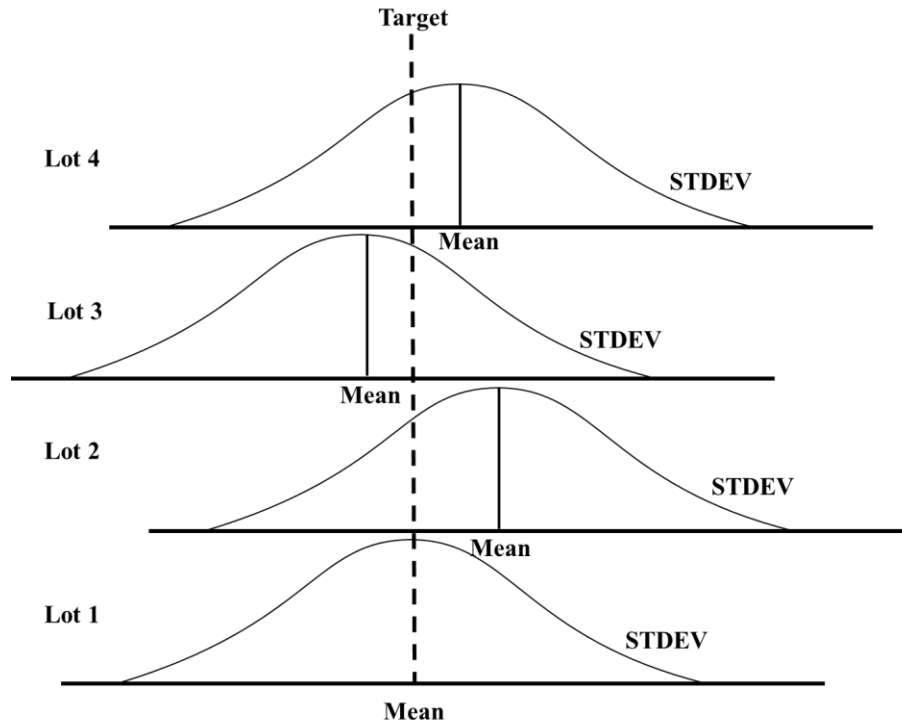 Target
Lot 4
STDEV
Mean
Lot 3
STDEV
Mean
Lot 2
STDEV
Mean
Lot 1
STDEV
Mean